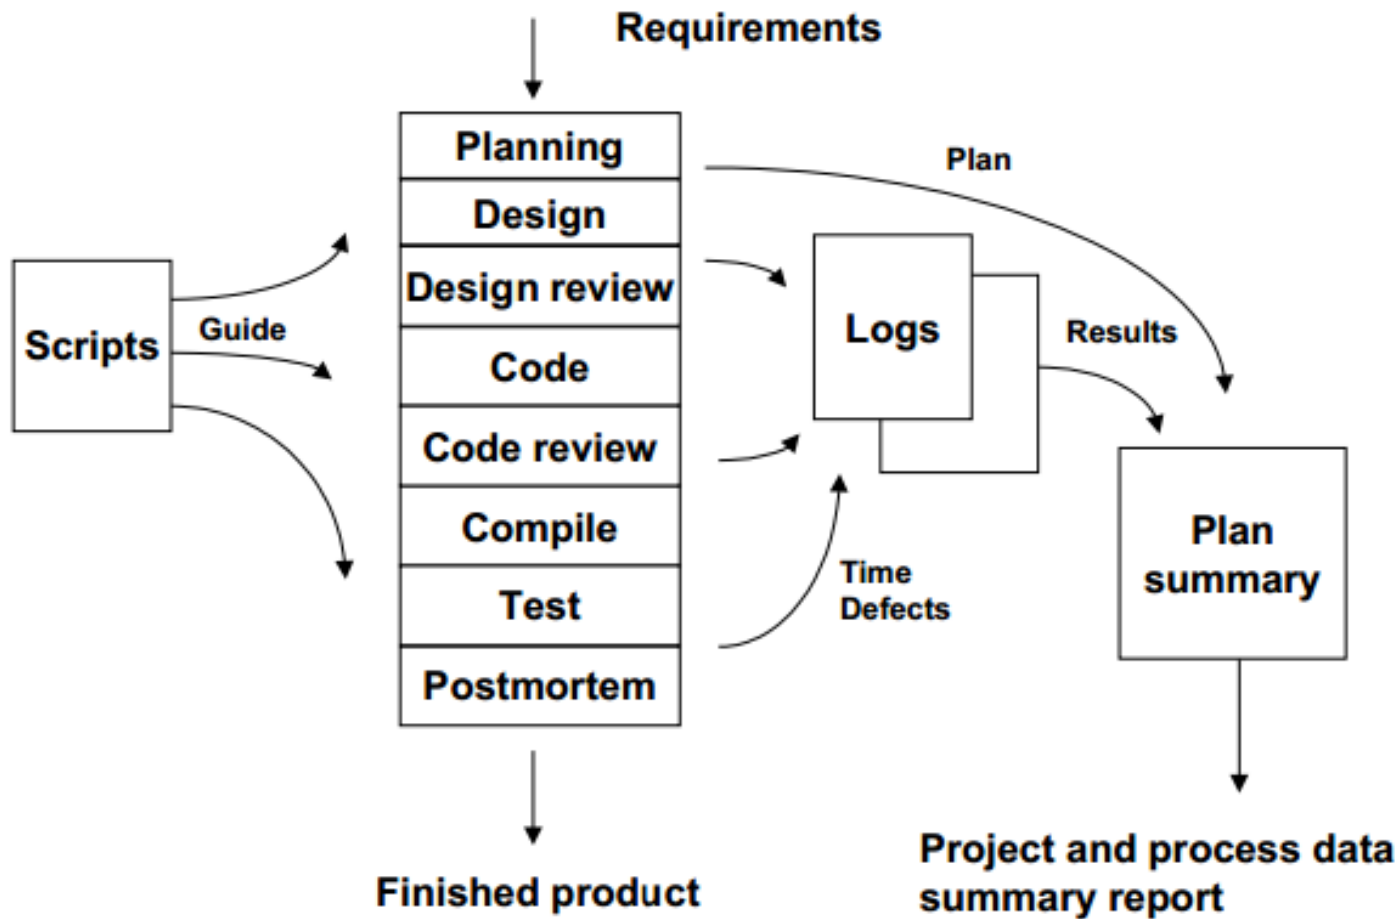 Requirements
Planning
Design
Design review
Code
Code review
Compile
Test
Postmortem
Scripts
Guide
Plan
Logs
Results
Time
Defects
Plan
summary
Finished product
Project and process data
summary report